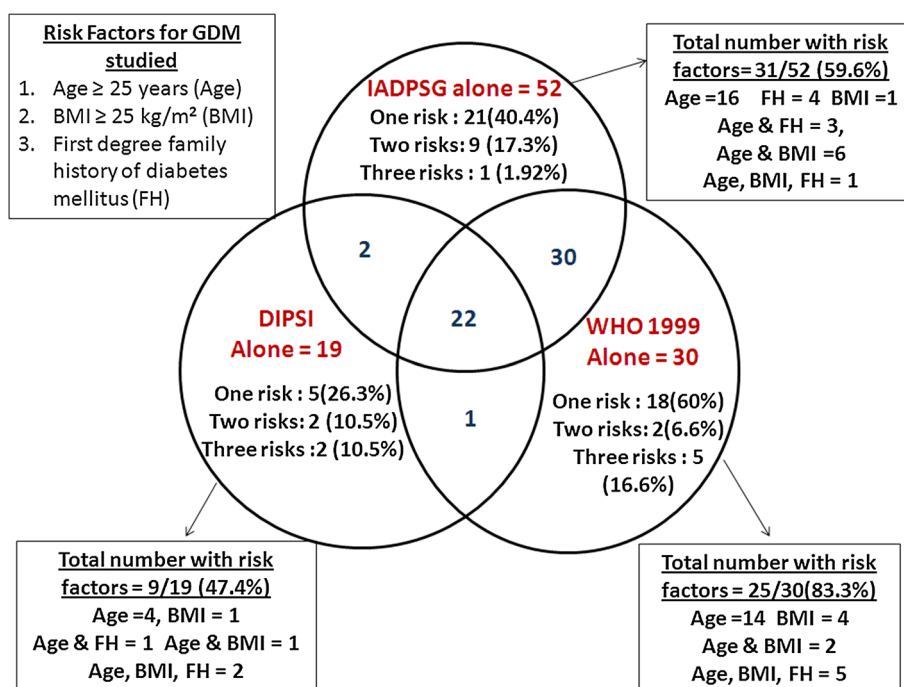 Risk Factors for GDM
studied
1. Age ≥ 25 years (Age)
2. BMI ≥ 25 kg/m² (BMI)
3. First degree family
history of diabetes
mellitus (FH)
IADPSG alone = 52
One risk : 21(40.4%)
Two risks: 9 (17.3%)
Three risks : 1 (1.92%)
Total number with risk
factors= 31/52 (59.6%)
Age =16 FH = 4 BMI =1
Age & FH = 3,
Age & BMI =6
Age, BMI, FH = 1
2
30
22
1
DIPSI
Alone = 19
One risk : 5(26.3%)
Two risks: 2 (10.5%)
Three risks :2 (10.5%)
WHO 1999
Alone = 30
One risk : 18(60%)
Two risks: 2(6.6%)
Three risks : 5
(16.6%)
Total number with risk
factors = 9/19 (47.4%)
Age =4, BMI = 1
Age & FH = 1 Age & BMI = 1
Age, BMI, FH = 2
Total number with risk
factors = 25/30(83.3%)
Age =14 BMI = 4
Age & BMI = 2
Age, BMI, FH = 5